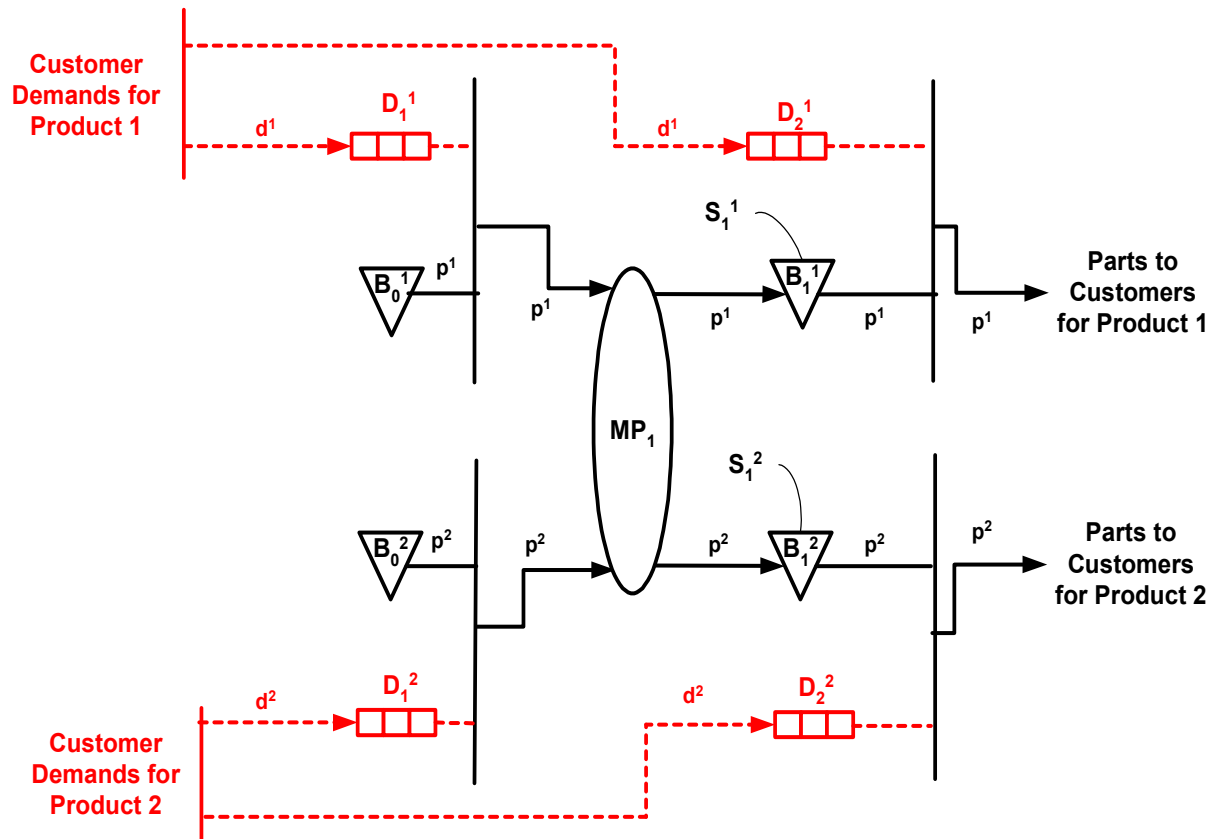 Customer
Demands for
Product 1
d¹
D₁¹
d¹
D₂¹
S₁¹
B₀¹
p¹
p¹
p¹
B₁¹
p¹
p¹
Parts to
Customers
for Product 1
MP₁
S₁²
B₀²
p²
p²
p²
B₁²
p²
p²
Parts to
Customers
for Product 2
Customer
Demands for
Product 2
d²
D₁²
d²
D₂²